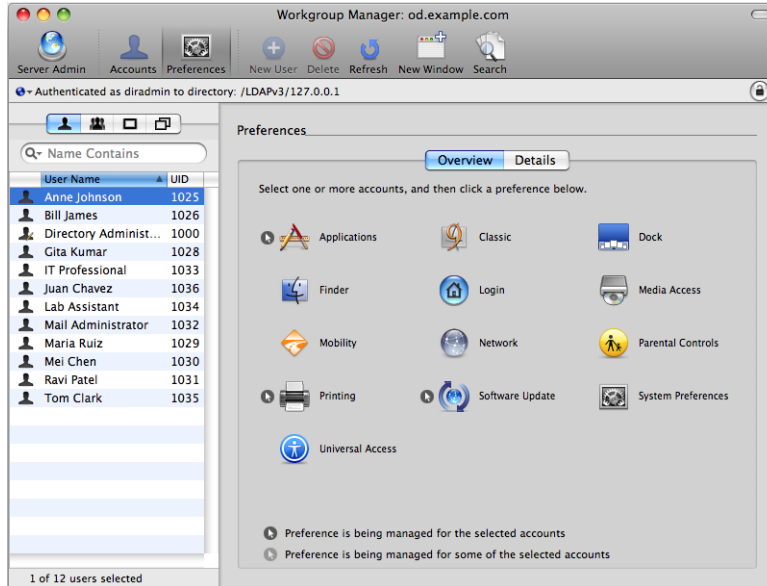 Workgroup Manager: od.example.com
Server Admin Accounts Preferences New User Delete Refresh New Window Search
Authenticated as diradmin to directory: /LDAPv3/127.0.0.1
Name Contains
User Name UID
Anne Johnson 1025
Bill James 1026
Directory Administ... 1000
Gita Kumar 1028
IT Professional 1033
Juan Chavez 1036
Lab Assistant 1034
Mail Administrator 1032
Maria Ruiz 1029
Mei Chen 1030
Ravi Patel 1031
Tom Clark 1035
1 of 12 users selected
Preferences
Overview Details
Select one or more accounts, and then click a preference below.
Applications Classic Dock
Finder Login Media Access
Mobility Network Parental Controls
Printing Software Update System Preferences
Universal Access
Preference is being managed for the selected accounts
Preference is being managed for some of the selected accounts